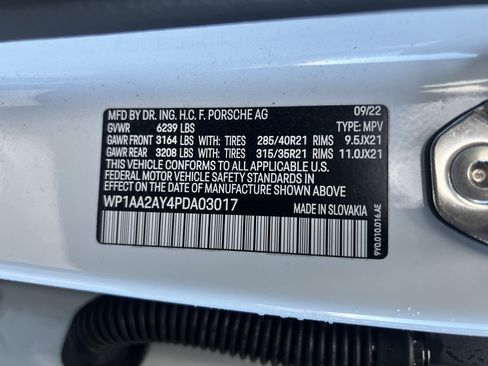 MFD. BY DR. ING. H.C. F. PORSCHE AG 09/22
GVWR 6239 LBS TYPE: MPV
GAWR FRONT 3164 LBS WITH: TIRES 285/40R21 RIMS 9.5JX21
GAWR REAR 3208 LBS WITH: TIRES 315/35R21 RIMS 11.0JX21
THIS VEHICLE CONFORMS TO ALL APPLICABLE U.S.
FEDERAL MOTOR VEHICLE SAFETY STANDARDS IN
EFFECT ON THE DATE OF MANUFACTURE SHOWN ABOVE.
WP1AA2AY4PDA03017 MADE IN SLOVAKIA
9Y0.010.016.AE